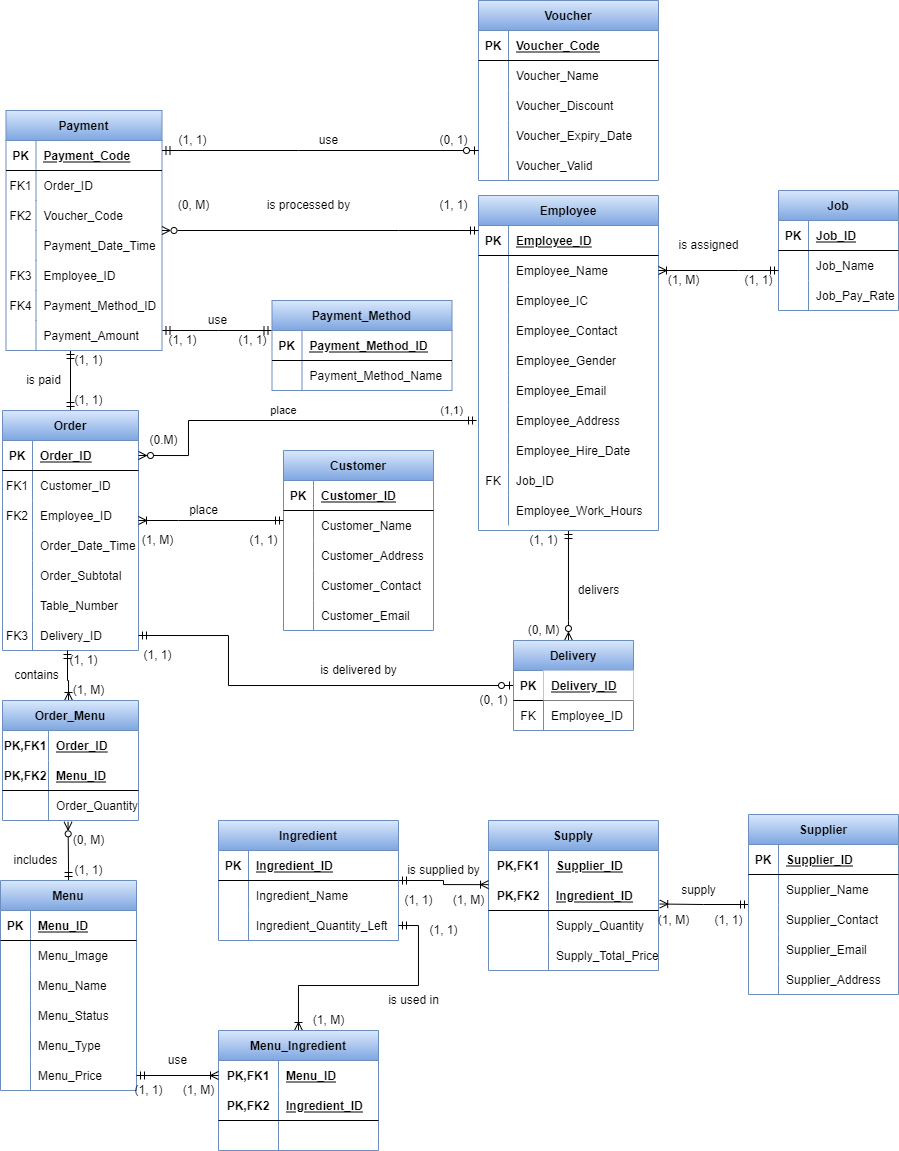 Voucher
PK Voucher_Code
Voucher_Name
Voucher_Discount
Voucher_Expiry_Date
Voucher_Valid
Payment
PK Payment_Code
FK1 Order_ID
FK2 Voucher_Code
Payment_Date_Time
FK3 Employee_ID
FK4 Payment_Method_ID
Payment_Amount
(1, 1) use (0, 1)
(0, M) is processed by (1, 1)
Employee
PK Employee_ID
Employee_Name
Employee_IC
Employee_Contact
Employee_Gender
Employee_Email
Employee_Address
Employee_Hire_Date
FK Job_ID
Employee_Work_Hours
is assigned
(1, M) (1, 1)
Job
PK Job_ID
Job_Name
Job_Pay_Rate
use
(1, 1) (1, 1)
Payment_Method
PK Payment_Method_ID
Payment_Method_Name
(1, 1)
is paid
(1, 1)
Order
PK Order_ID
FK1 Customer_ID
FK2 Employee_ID
Order_Date_Time
Order_Subtotal
Table_Number
FK3 Delivery_ID
place (1,1)
(0.M)
place
(1, M) (1, 1)
Customer
PK Customer_ID
Customer_Name
Customer_Address
Customer_Contact
Customer_Email
(1, 1)
delivers
(0, M)
Delivery
PK Delivery_ID
FK Employee_ID
(1, 1)
is delivered by
(0, 1)
(1, 1)
contains
(1, M)
Order_Menu
PK,FK1 Order_ID
PK,FK2 Menu_ID
Order_Quantity
(0, M)
includes
(1, 1)
Menu
PK Menu_ID
Menu_Image
Menu_Name
Menu_Status
Menu_Type
Menu_Price
Ingredient
PK Ingredient_ID
Ingredient_Name
Ingredient_Quantity_Left
is supplied by
(1, 1) (1, M)
Supply
PK,FK1 Supplier_ID
PK,FK2 Ingredient_ID
Supply_Quantity
Supply_Total_Price
supply
(1, M) (1, 1)
Supplier
PK Supplier_ID
Supplier_Name
Supplier_Contact
Supplier_Email
Supplier_Address
(1, 1)
is used in
(1, M)
use
(1, 1) (1, M)
Menu_Ingredient
PK,FK1 Menu_ID
PK,FK2 Ingredient_ID